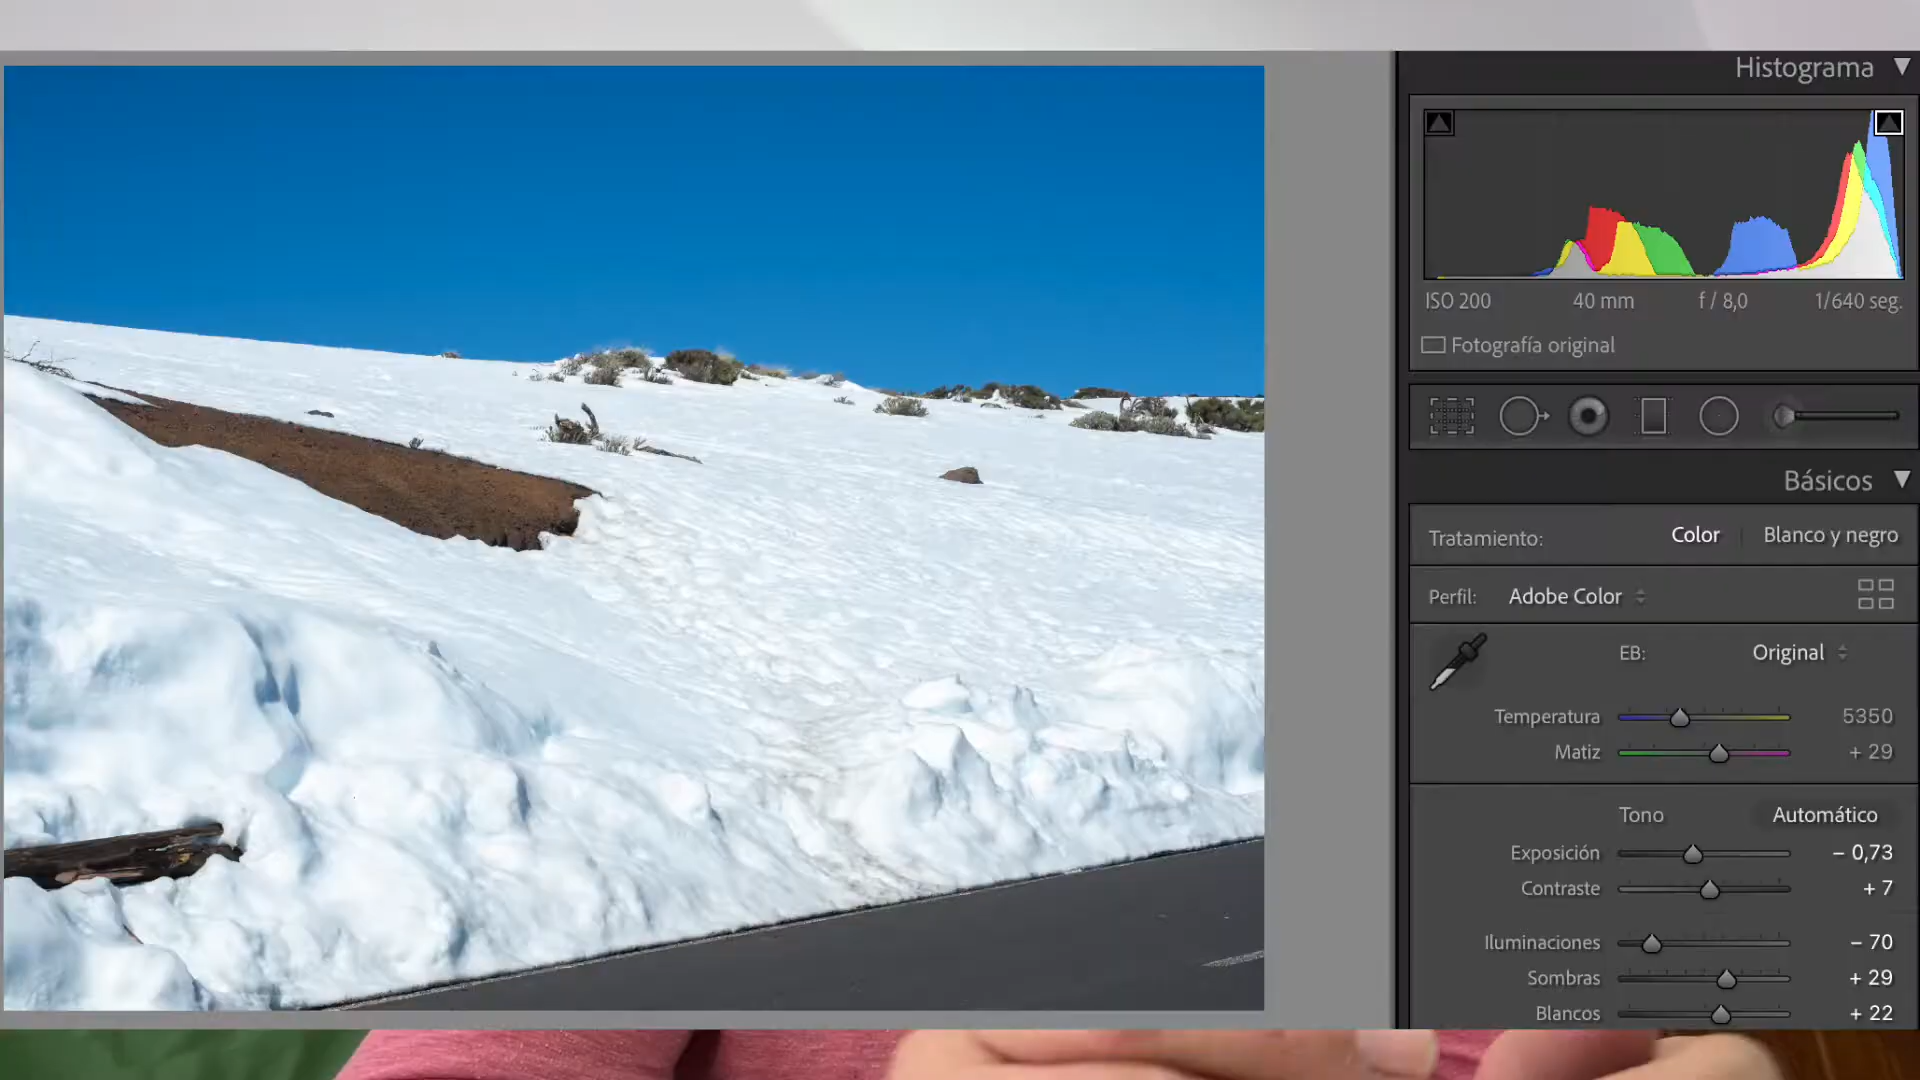 Histograma
ISO 200 40 mm f / 8,0 1/640 seg.
Fotografía original
Básicos
Tratamiento: Color Blanco y negro
Perfil: Adobe Color
EB: Original
Temperatura 5350
Matiz + 29
Tono Automático
Exposición − 0,73
Contraste + 7
Iluminaciones − 70
Sombras + 29
Blancos + 22